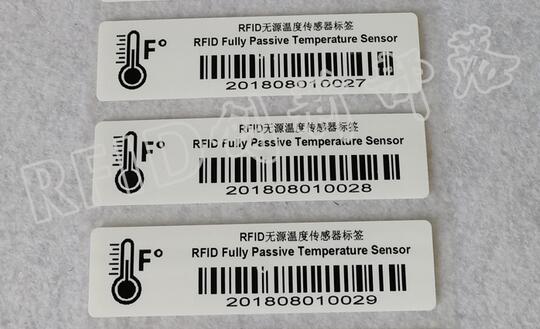 RFID无源温度传感器标签
F°
RFID Fully Passive Temperature Sensor
201808010027
RFID无源温度传感器标签
F°
RFID Fully Passive Temperature Sensor
201808010028
RFID无源温度传感器标签
F°
RFID Fully Passive Temperature Sensor
201808010029